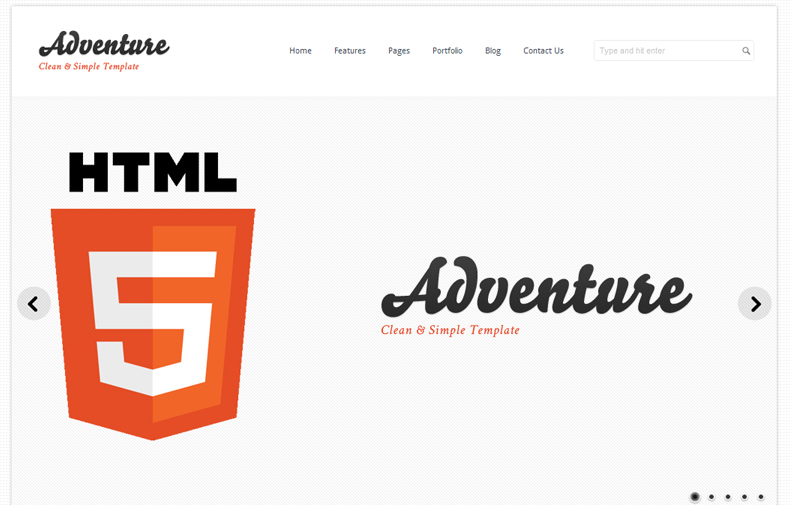 Adventure
Clean & Simple Template
Home Features Pages Portfolio Blog Contact Us Type and hit enter
HTML
5
Adventure
Clean & Simple Template